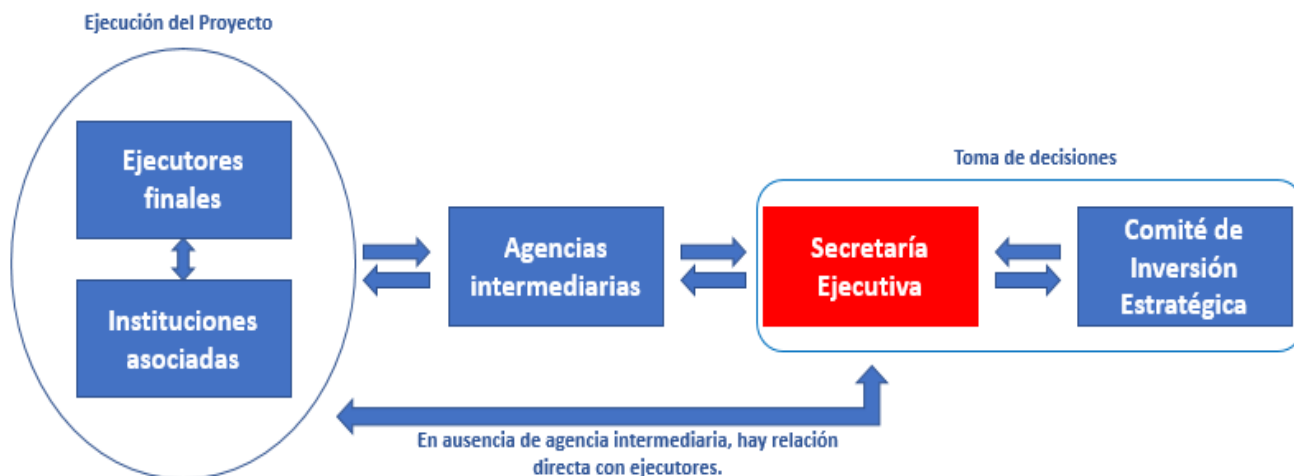 Ejecución del Proyecto
Ejecutores
finales
Instituciones
asociadas
Agencias
intermediarias
Toma de decisiones
Secretaría
Ejecutiva
Comité de
Inversión
Estratégica
En ausencia de agencia intermediaria, hay relación
directa con ejecutores.